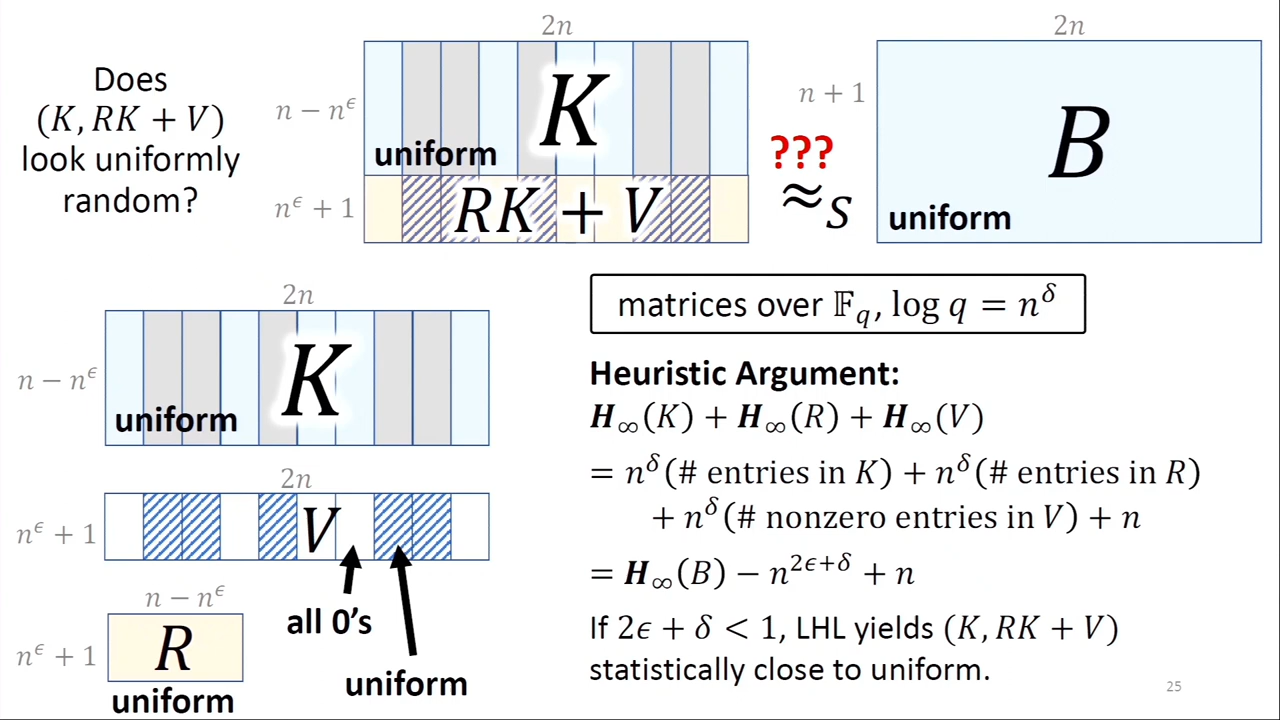 Does
(K, RK + V)
look uniformly
random?
2n
n − n^ϵ
K
uniform
n^ϵ + 1
RK + V
???
≈_S
2n
n + 1
B
uniform
2n
n − n^ϵ
K
uniform
2n
n^ϵ + 1
V
all 0's
uniform
n − n^ϵ
n^ϵ + 1
R
uniform
matrices over 𝔽_q, log q = n^δ
Heuristic Argument:
H_∞(K) + H_∞(R) + H_∞(V)
= n^δ(# entries in K) + n^δ(# entries in R)
+ n^δ(# nonzero entries in V) + n
= H_∞(B) − n^{2ϵ+δ} + n
If 2ϵ + δ < 1, LHL yields (K, RK + V)
statistically close to uniform.
25